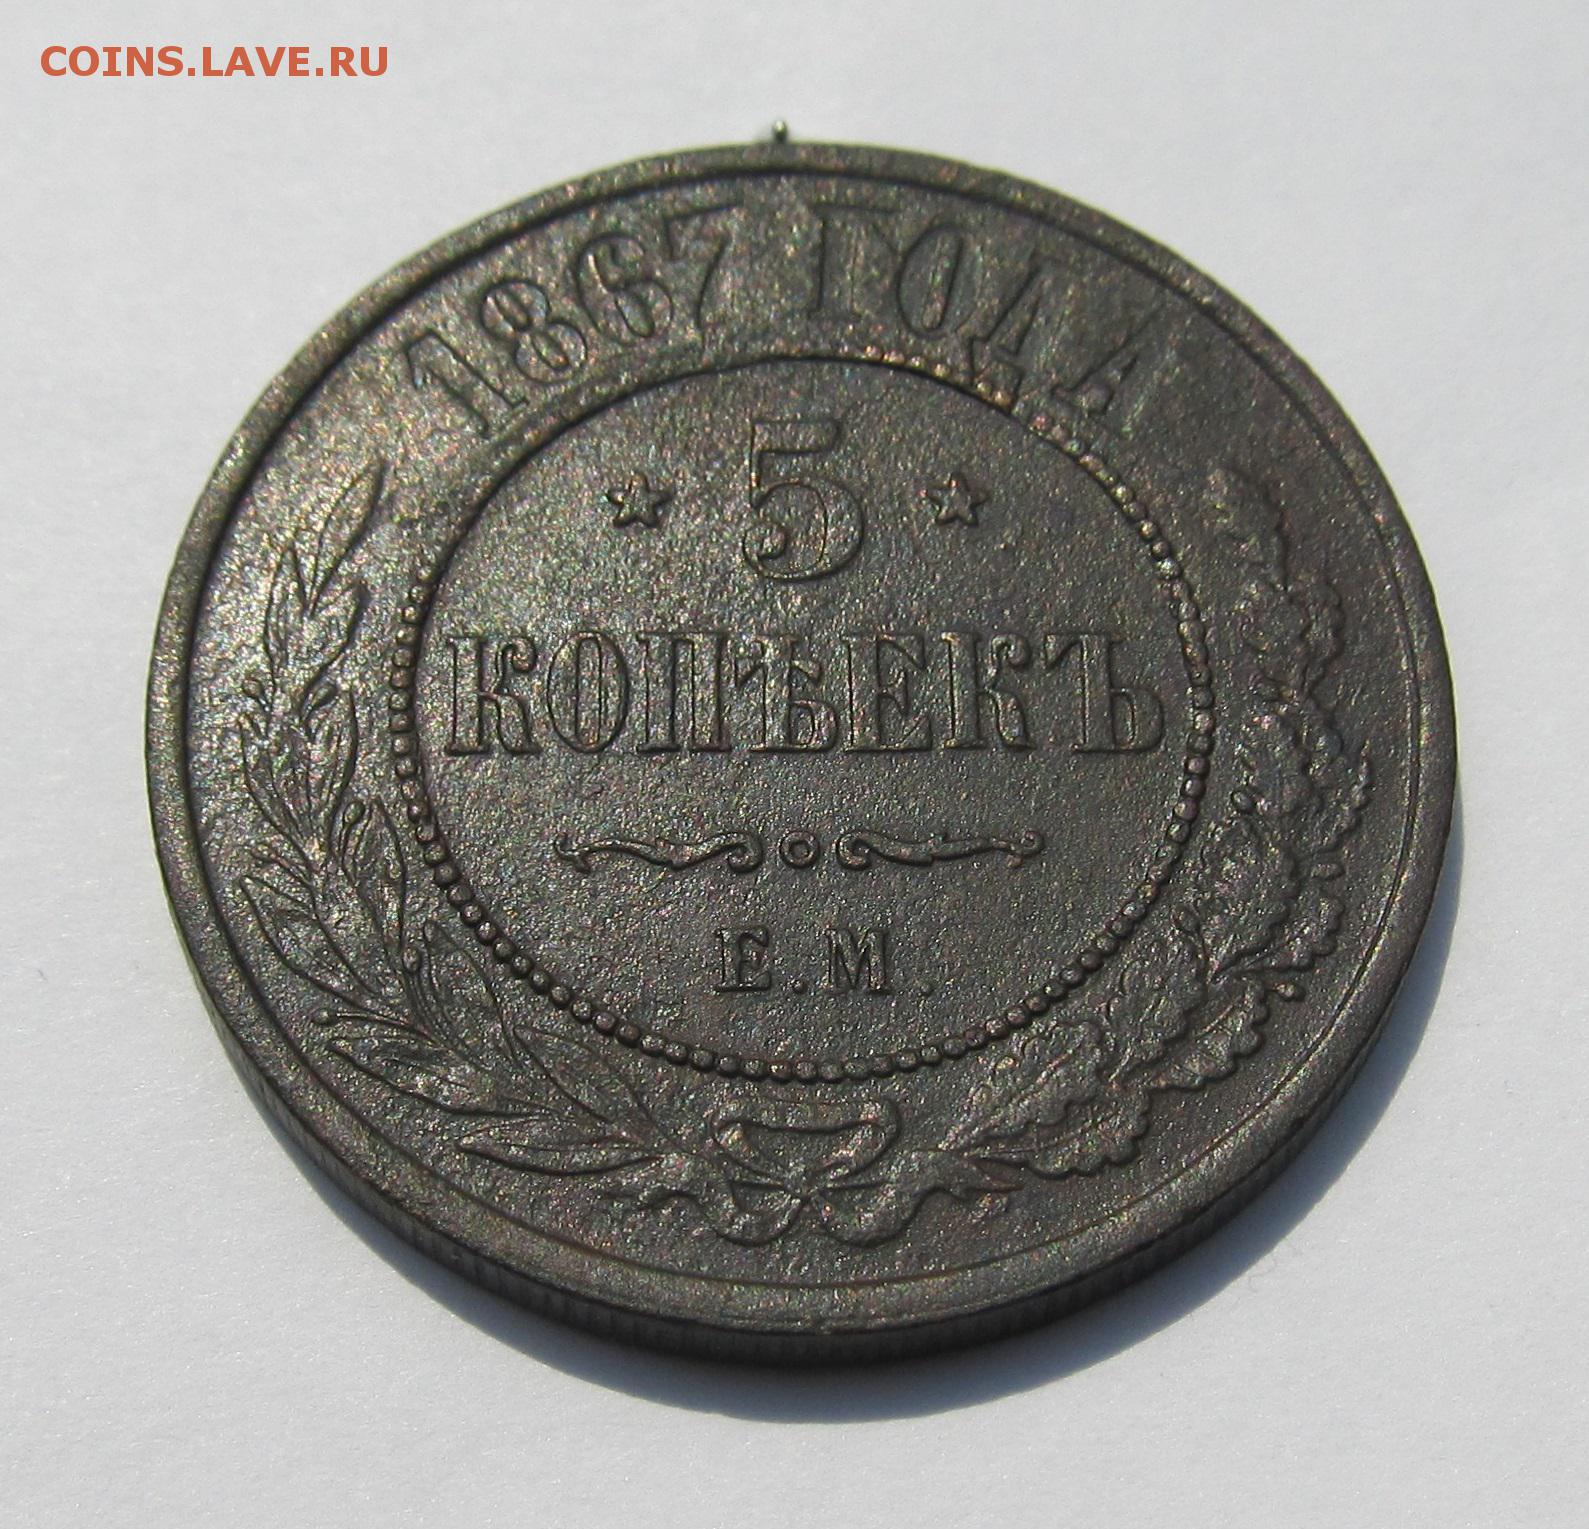 COINS.LAVE.RU
1867 ГОДА
5
КОПѢЕКЪ
Е.М.